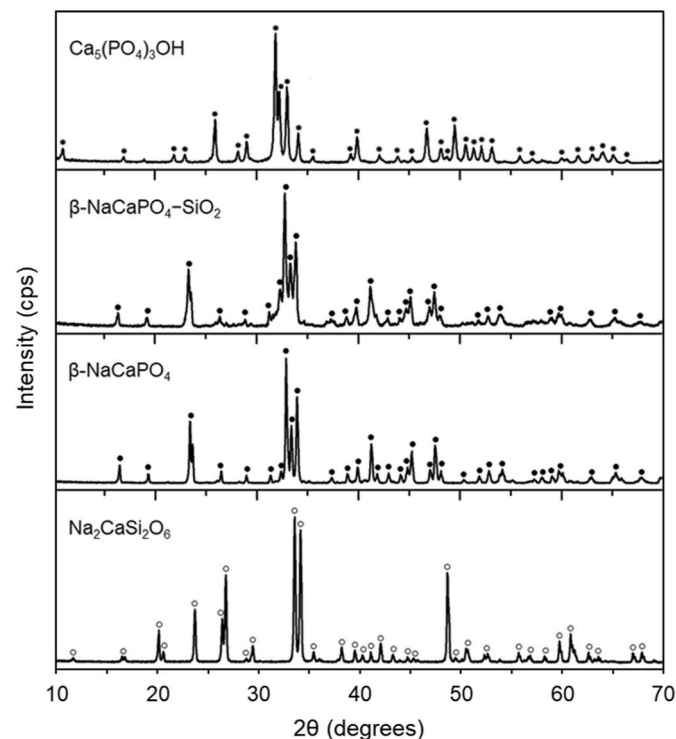 Ca₅(PO₄)₃OH
β-NaCaPO₄−SiO₂
β-NaCaPO₄
Na₂CaSi₂O₆
Intensity (cps)
10 20 30 40 50 60 70
2θ (degrees)